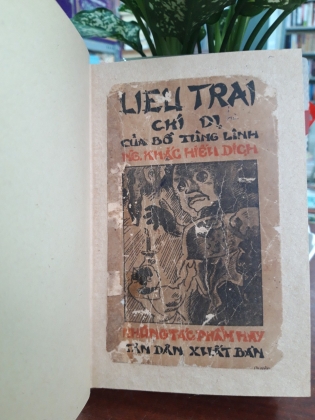 LIÊU TRAI
CHÍ DỊ
CỦA BỒ TÙNG LINH
NG. KHẮC HIẾU DỊCH
NHỮNG TÁC PHẨM HAY
TÂN DÂN XUẤT BẢN